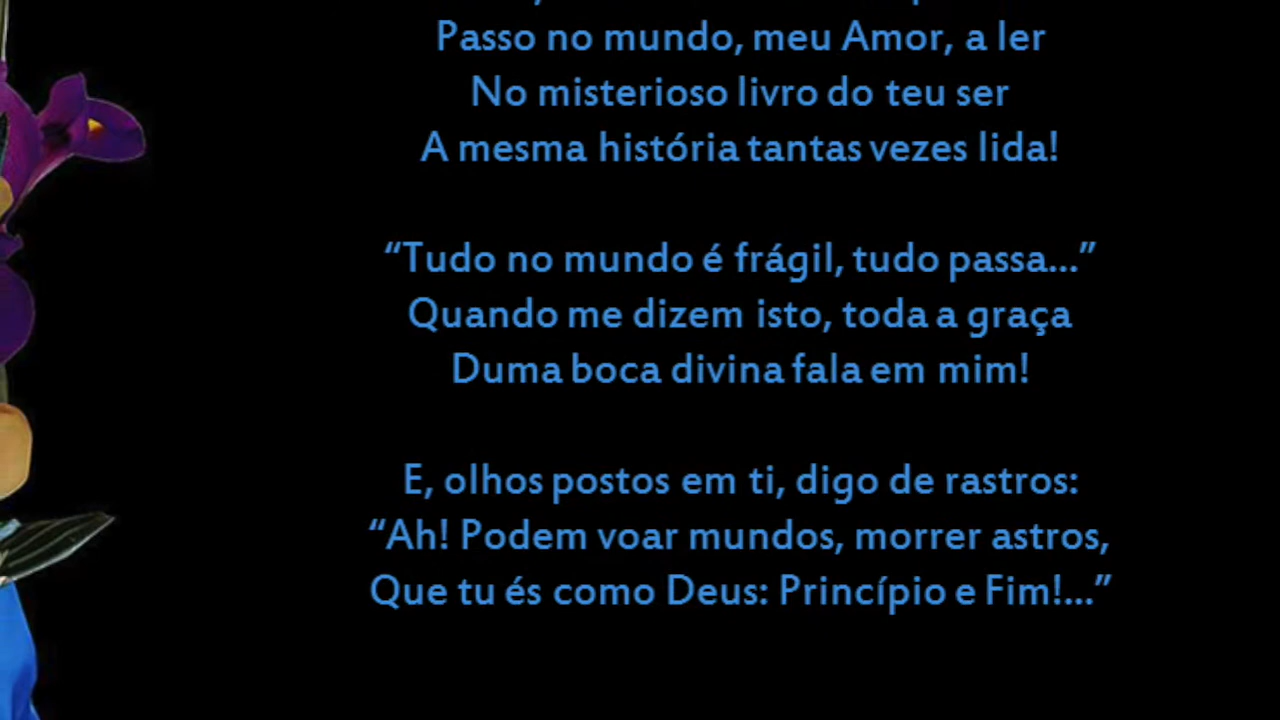 Passo no mundo, meu Amor, a ler
No misterioso livro do teu ser
A mesma história tantas vezes lida!
“Tudo no mundo é frágil, tudo passa...”
Quando me dizem isto, toda a graça
Duma boca divina fala em mim!
E, olhos postos em ti, digo de rastros:
“Ah! Podem voar mundos, morrer astros,
Que tu és como Deus: Princípio e Fim!...”